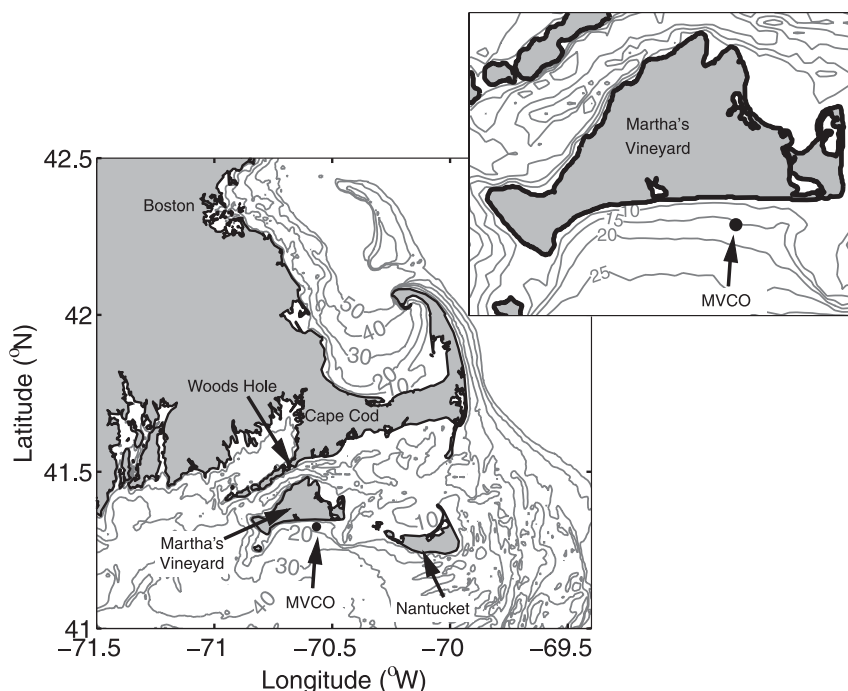 Martha's
Vineyard
10
15
20
25
MVCO
42.5
42
41.5
41
Latitude (°N)
Boston
50
40
30
20
10
Woods Hole
Cape Cod
10
20
30
40
Martha's
Vineyard
MVCO
Nantucket
−71.5
−71
−70.5
−70
−69.5
Longitude (°W)